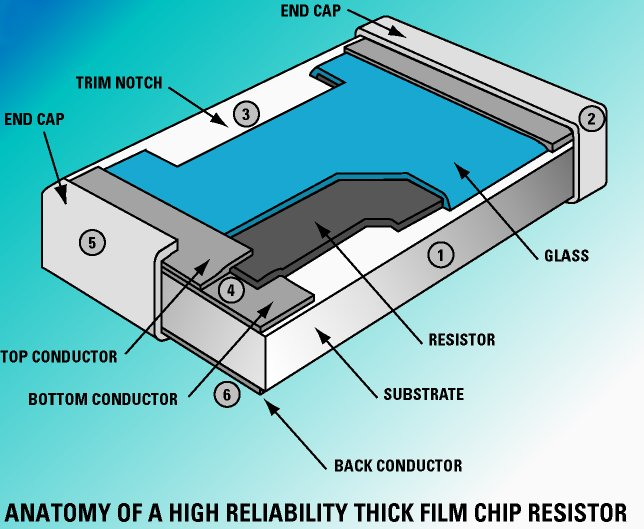 END CAP
TRIM NOTCH
3
2
END CAP
5
1
GLASS
4
RESISTOR
TOP CONDUCTOR
BOTTOM CONDUCTOR
6
SUBSTRATE
BACK CONDUCTOR
ANATOMY OF A HIGH RELIABILITY THICK FILM CHIP RESISTOR